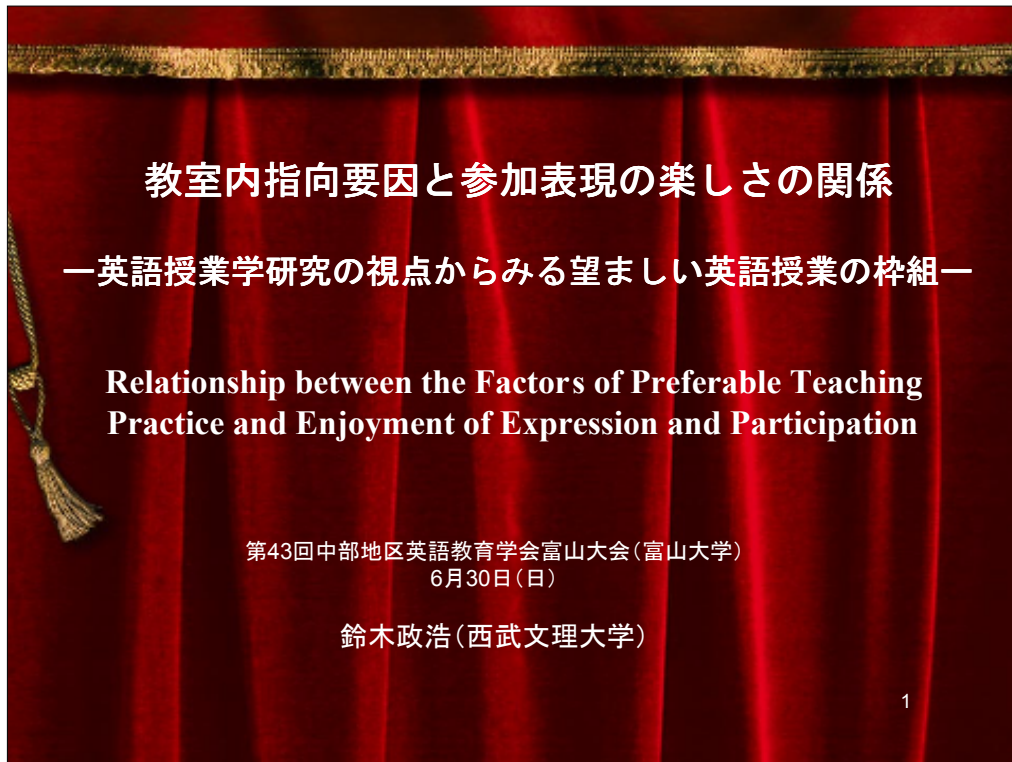 教室内指向要因と参加表現の楽しさの関係
―英語授業学研究の視点からみる望ましい英語授業の枠組―
Relationship between the Factors of Preferable Teaching
Practice and Enjoyment of Expression and Participation
第43回中部地区英語教育学会富山大会（富山大学）
6月30日（日）
鈴木政浩（西武文理大学）
1